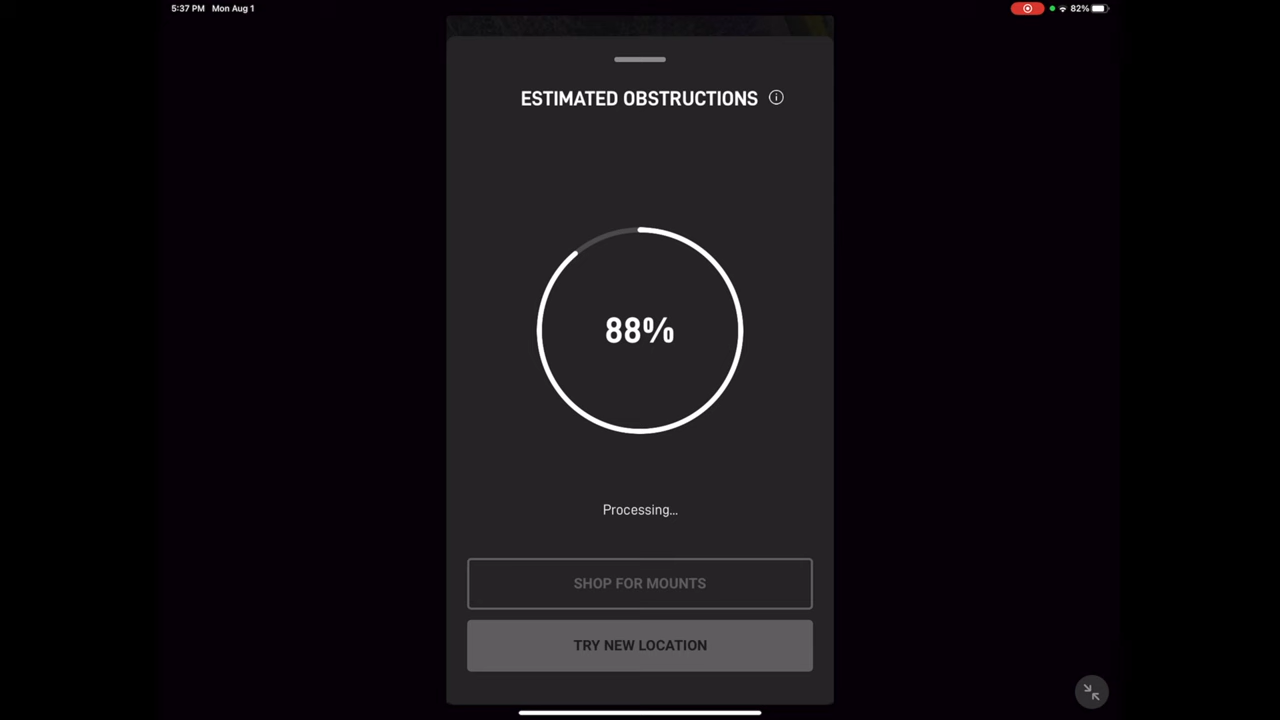 5:37 PM Mon Aug 1
82%
ESTIMATED OBSTRUCTIONS
88%
Processing...
SHOP FOR MOUNTS
TRY NEW LOCATION